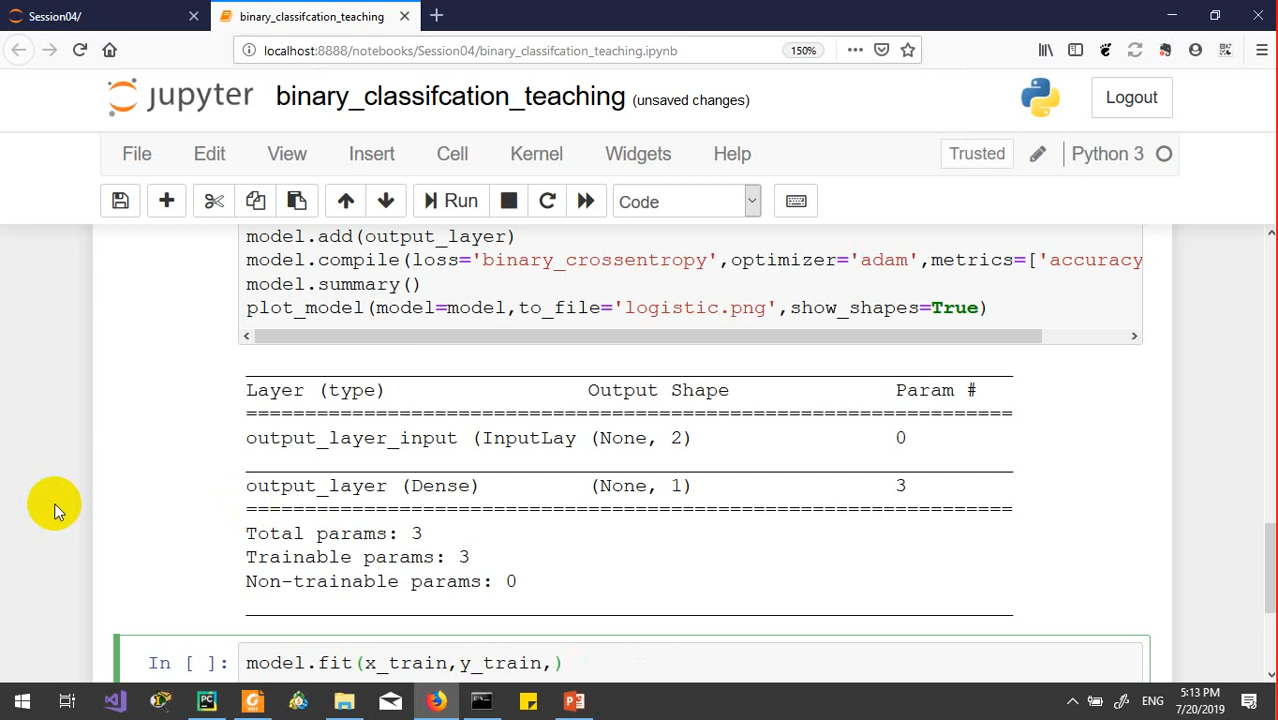 Session04/
binary_classifcation_teaching
localhost:8888/notebooks/Session04/binary_classifcation_teaching.ipynb
150%
jupyter
binary_classifcation_teaching (unsaved changes)
Logout
File Edit View Insert Cell Kernel Widgets Help
Trusted
Python 3
Run
Code
model.add(output_layer)
model.compile(loss='binary_crossentropy',optimizer='adam',metrics=['accuracy
model.summary()
plot_model(model=model,to_file='logistic.png',show_shapes=True)
Layer (type) Output Shape Param #
=================================================================
output_layer_input (InputLay (None, 2) 0
output_layer (Dense) (None, 1) 3
=================================================================
Total params: 3
Trainable params: 3
Non-trainable params: 0
In [ ]: model.fit(x_train,y_train,)
ENG
5:13 PM
7/20/2019